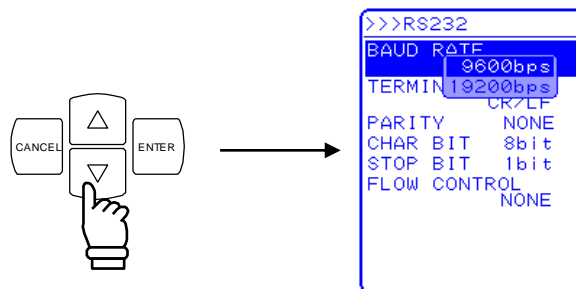 CANCEL
ENTER
>>>RS232
BAUD RATE
9600bps
19200bps
TERMIN
CR/LF
PARITY NONE
CHAR BIT 8bit
STOP BIT 1bit
FLOW CONTROL
NONE